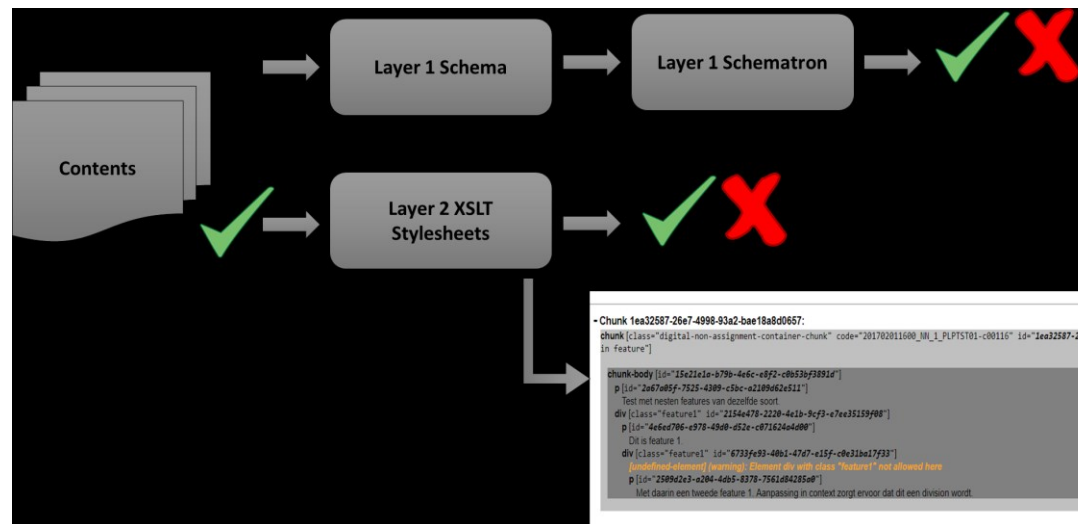 Layer 1 Schema
Layer 1 Schematron
Contents
Layer 2 XSLT
Stylesheets
- Chunk 1ea32587-26e7-4998-93a2-bae18a8d0657:
chunk [class="digital-non-assignment-container-chunk" code="201702011600_NN_1_PLPTST01-c00116" id="1ea32587-2
in feature"]
chunk-body [id="15e21e1a-b79b-4e6c-e8f2-c0b53bf3891d"]
p [id="2a67a05f-7525-4309-c5bc-a2109d62e511"]
Test met nesten features van dezelfde soort.
div [class="feature1" id="2154e478-2220-4e1b-9cf3-e7ee35159f08"]
p [id="4e6ed706-e978-49d0-d52e-c071624a4d00"]
Dit is feature 1.
div [class="feature1" id="6733fe93-40b1-47d7-e15f-c0e31ba17f33"]
[undefined-element] (warning): Element div with class "feature1" not allowed here
p [id="2509d2e3-a204-4db5-8378-7561d84285a0"]
Met daarin een tweede feature 1. Aanpassing in context zorgt ervoor dat dit een division wordt.